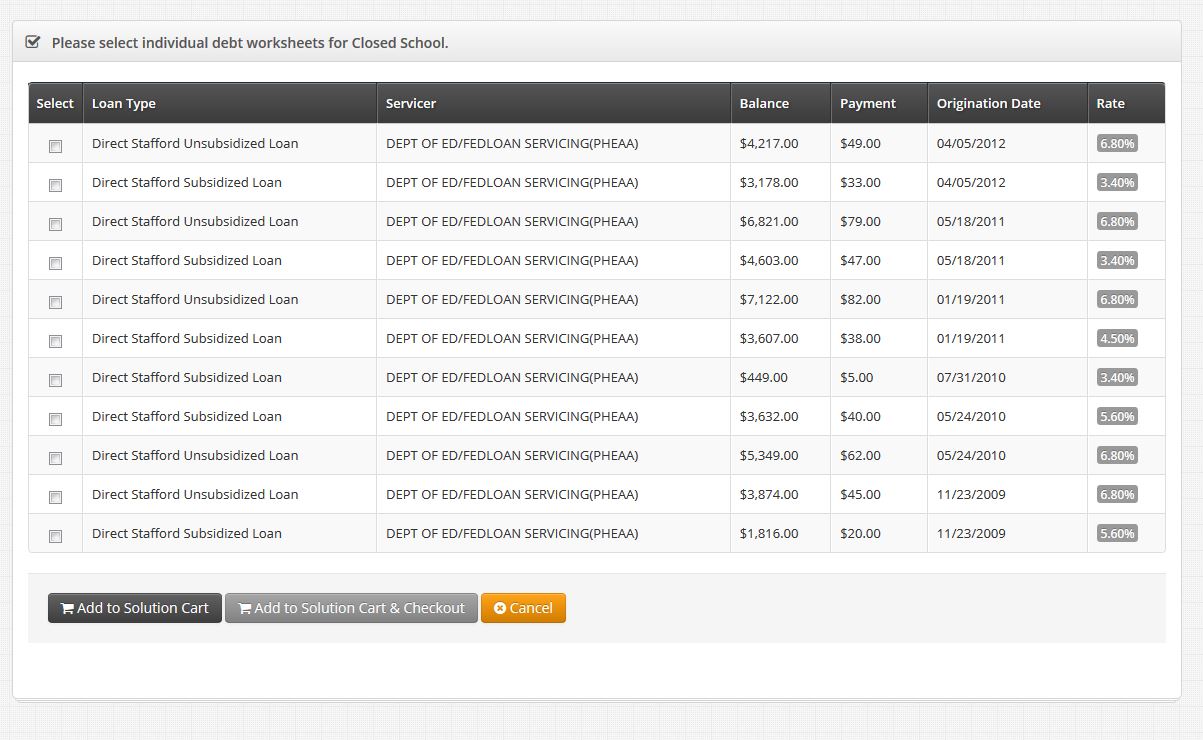 Please select individual debt worksheets for Closed School.
Select Loan Type Servicer Balance Payment Origination Date Rate
Direct Stafford Unsubsidized Loan DEPT OF ED/FEDLOAN SERVICING(PHEAA) $4,217.00 $49.00 04/05/2012 6.80%
Direct Stafford Subsidized Loan DEPT OF ED/FEDLOAN SERVICING(PHEAA) $3,178.00 $33.00 04/05/2012 3.40%
Direct Stafford Unsubsidized Loan DEPT OF ED/FEDLOAN SERVICING(PHEAA) $6,821.00 $79.00 05/18/2011 6.80%
Direct Stafford Subsidized Loan DEPT OF ED/FEDLOAN SERVICING(PHEAA) $4,603.00 $47.00 05/18/2011 3.40%
Direct Stafford Unsubsidized Loan DEPT OF ED/FEDLOAN SERVICING(PHEAA) $7,122.00 $82.00 01/19/2011 6.80%
Direct Stafford Subsidized Loan DEPT OF ED/FEDLOAN SERVICING(PHEAA) $3,607.00 $38.00 01/19/2011 4.50%
Direct Stafford Subsidized Loan DEPT OF ED/FEDLOAN SERVICING(PHEAA) $449.00 $5.00 07/31/2010 3.40%
Direct Stafford Subsidized Loan DEPT OF ED/FEDLOAN SERVICING(PHEAA) $3,632.00 $40.00 05/24/2010 5.60%
Direct Stafford Unsubsidized Loan DEPT OF ED/FEDLOAN SERVICING(PHEAA) $5,349.00 $62.00 05/24/2010 6.80%
Direct Stafford Unsubsidized Loan DEPT OF ED/FEDLOAN SERVICING(PHEAA) $3,874.00 $45.00 11/23/2009 6.80%
Direct Stafford Subsidized Loan DEPT OF ED/FEDLOAN SERVICING(PHEAA) $1,816.00 $20.00 11/23/2009 5.60%
Add to Solution Cart Add to Solution Cart & Checkout Cancel